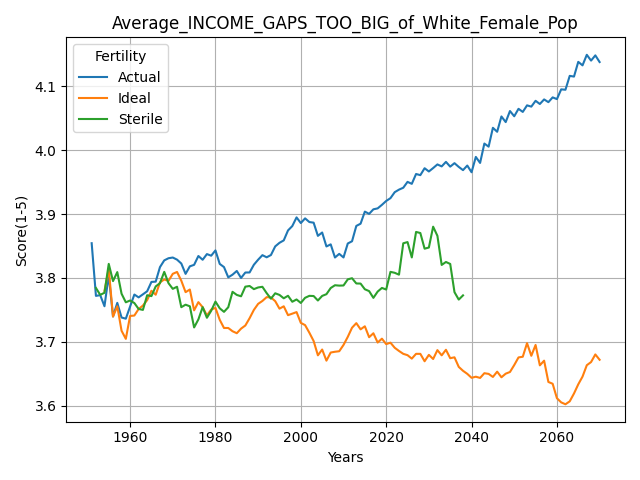 Average_INCOME_GAPS_TOO_BIG_of_White_Female_Pop
Fertility
Actual
Ideal
Sterile
Score(1-5)
4.1
4.0
3.9
3.8
3.7
3.6
1960 1980 2000 2020 2040 2060
Years